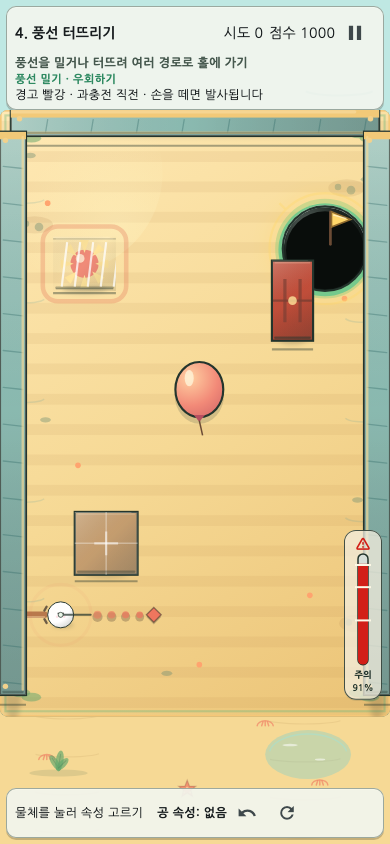 4. 풍선 터뜨리기
시도 0 점수 1000
풍선을 밀거나 터뜨려 여러 경로로 홀에 가기
풍선 밀기 · 우회하기
경고 빨강 · 과충전 직전 · 손을 떼면 발사됩니다
주의
91%
물체를 눌러 속성 고르기 공 속성: 없음